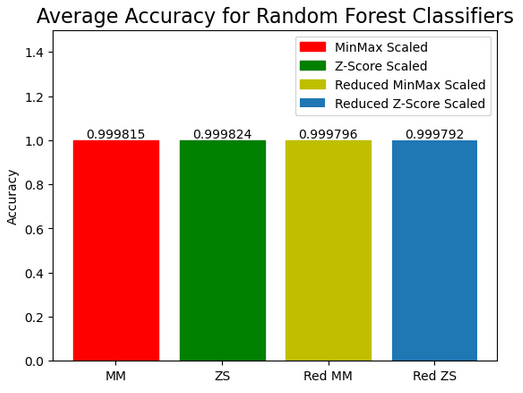 Average Accuracy for Random Forest Classifiers
MinMax Scaled
Z-Score Scaled
Reduced MinMax Scaled
Reduced Z-Score Scaled
1.4
1.2
1.0
0.8
0.6
0.4
0.2
0.0
Accuracy
0.999815 0.999824 0.999796 0.999792
MM ZS Red MM Red ZS